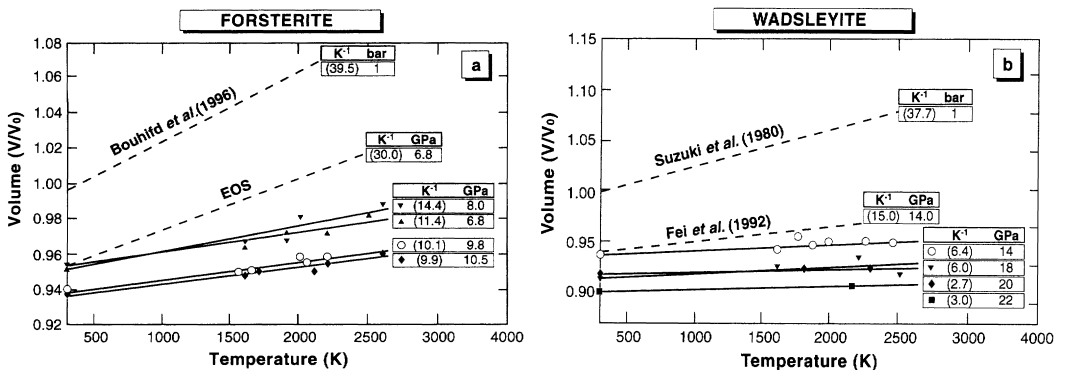 FORSTERITE
a
Volume (V/V₀)
1.08
1.06
1.04
1.02
1.00
0.98
0.96
0.94
0.92
500 1000 1500 2000 2500 3000 4000
Temperature (K)
Bouhifd et al.(1996)
EOS
K⁻¹ bar
(39.5) 1
K⁻¹ GPa
(30.0) 6.8
K⁻¹ GPa
(14.4) 8.0
(11.4) 6.8
(10.1) 9.8
(9.9) 10.5
WADSLEYITE
b
Volume (V/V₀)
1.15
1.10
1.05
1.00
0.95
0.90
500 1000 1500 2000 2500 3000 4000
Temperature (K)
Suzuki et al. (1980)
Fei et al. (1992)
K⁻¹ bar
(37.7) 1
K⁻¹ GPa
(15.0) 14.0
K⁻¹ GPa
(6.4) 14
(6.0) 18
(2.7) 20
(3.0) 22